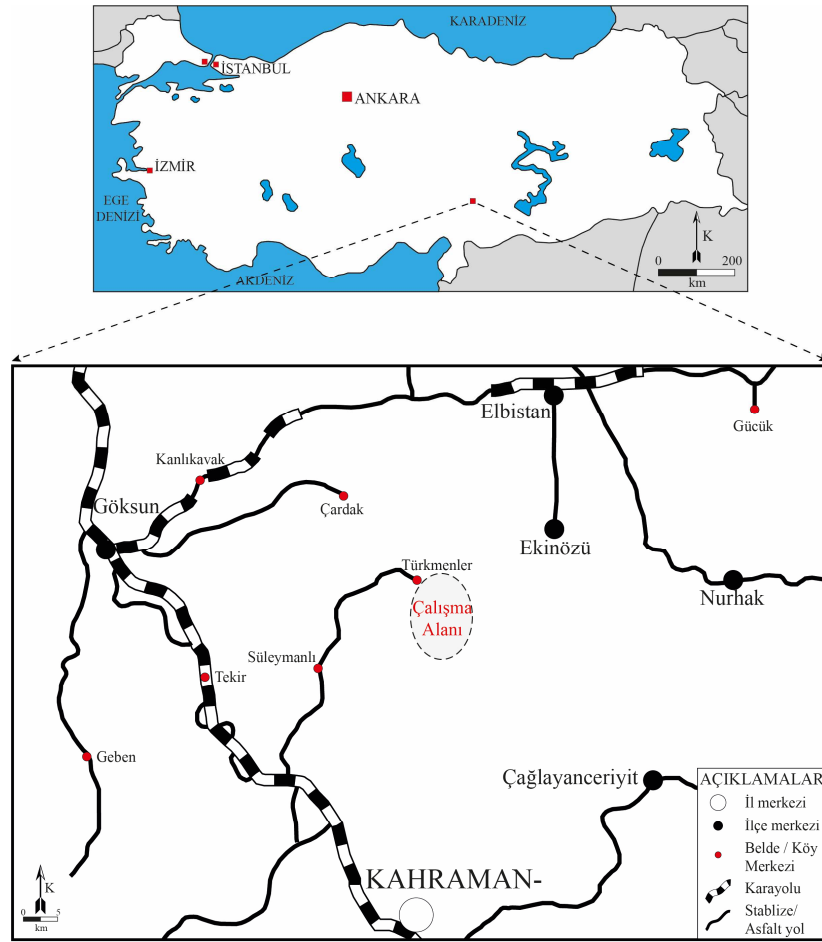 KARADENİZ
İSTANBUL
ANKARA
İZMİR
EGE
DENİZİ
AKDENİZ
K
0 200
km
Elbistan
Gücük
Kanlıkavak
Göksun
Çardak
Ekinözü
Türkmenler
Nurhak
Çalışma
Alanı
Süleymanlı
Tekir
Geben
Çağlayanceriyit
KAHRAMAN-
K
0 5
km
AÇIKLAMALAR
İl merkezi
İlçe merkezi
Belde / Köy
Merkezi
Karayolu
Stablize/
Asfalt yol